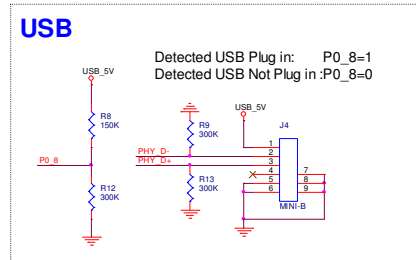 USB
Detected USB Plug in: P0_8=1
Detected USB Not Plug in :P0_8=0
USB_5V
USB_5V
R8
150K
R9
300K
J4
P0_8
PHY_D-
PHY_D+
1
2
3
4
5
6
7
8
9
R12
300K
R13
300K
MINI-B